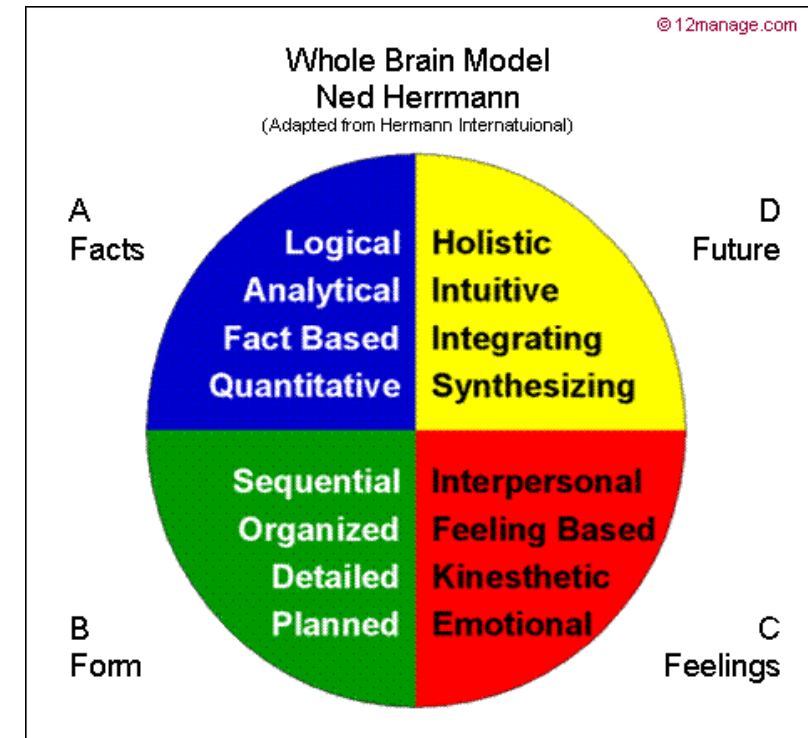 ©12manage.com
Whole Brain Model
Ned Herrmann
(Adapted from Hermann Internatuional)
A
Facts
D
Future
Logical
Analytical
Fact Based
Quantitative
Holistic
Intuitive
Integrating
Synthesizing
Sequential
Organized
Detailed
Planned
Interpersonal
Feeling Based
Kinesthetic
Emotional
B
Form
C
Feelings